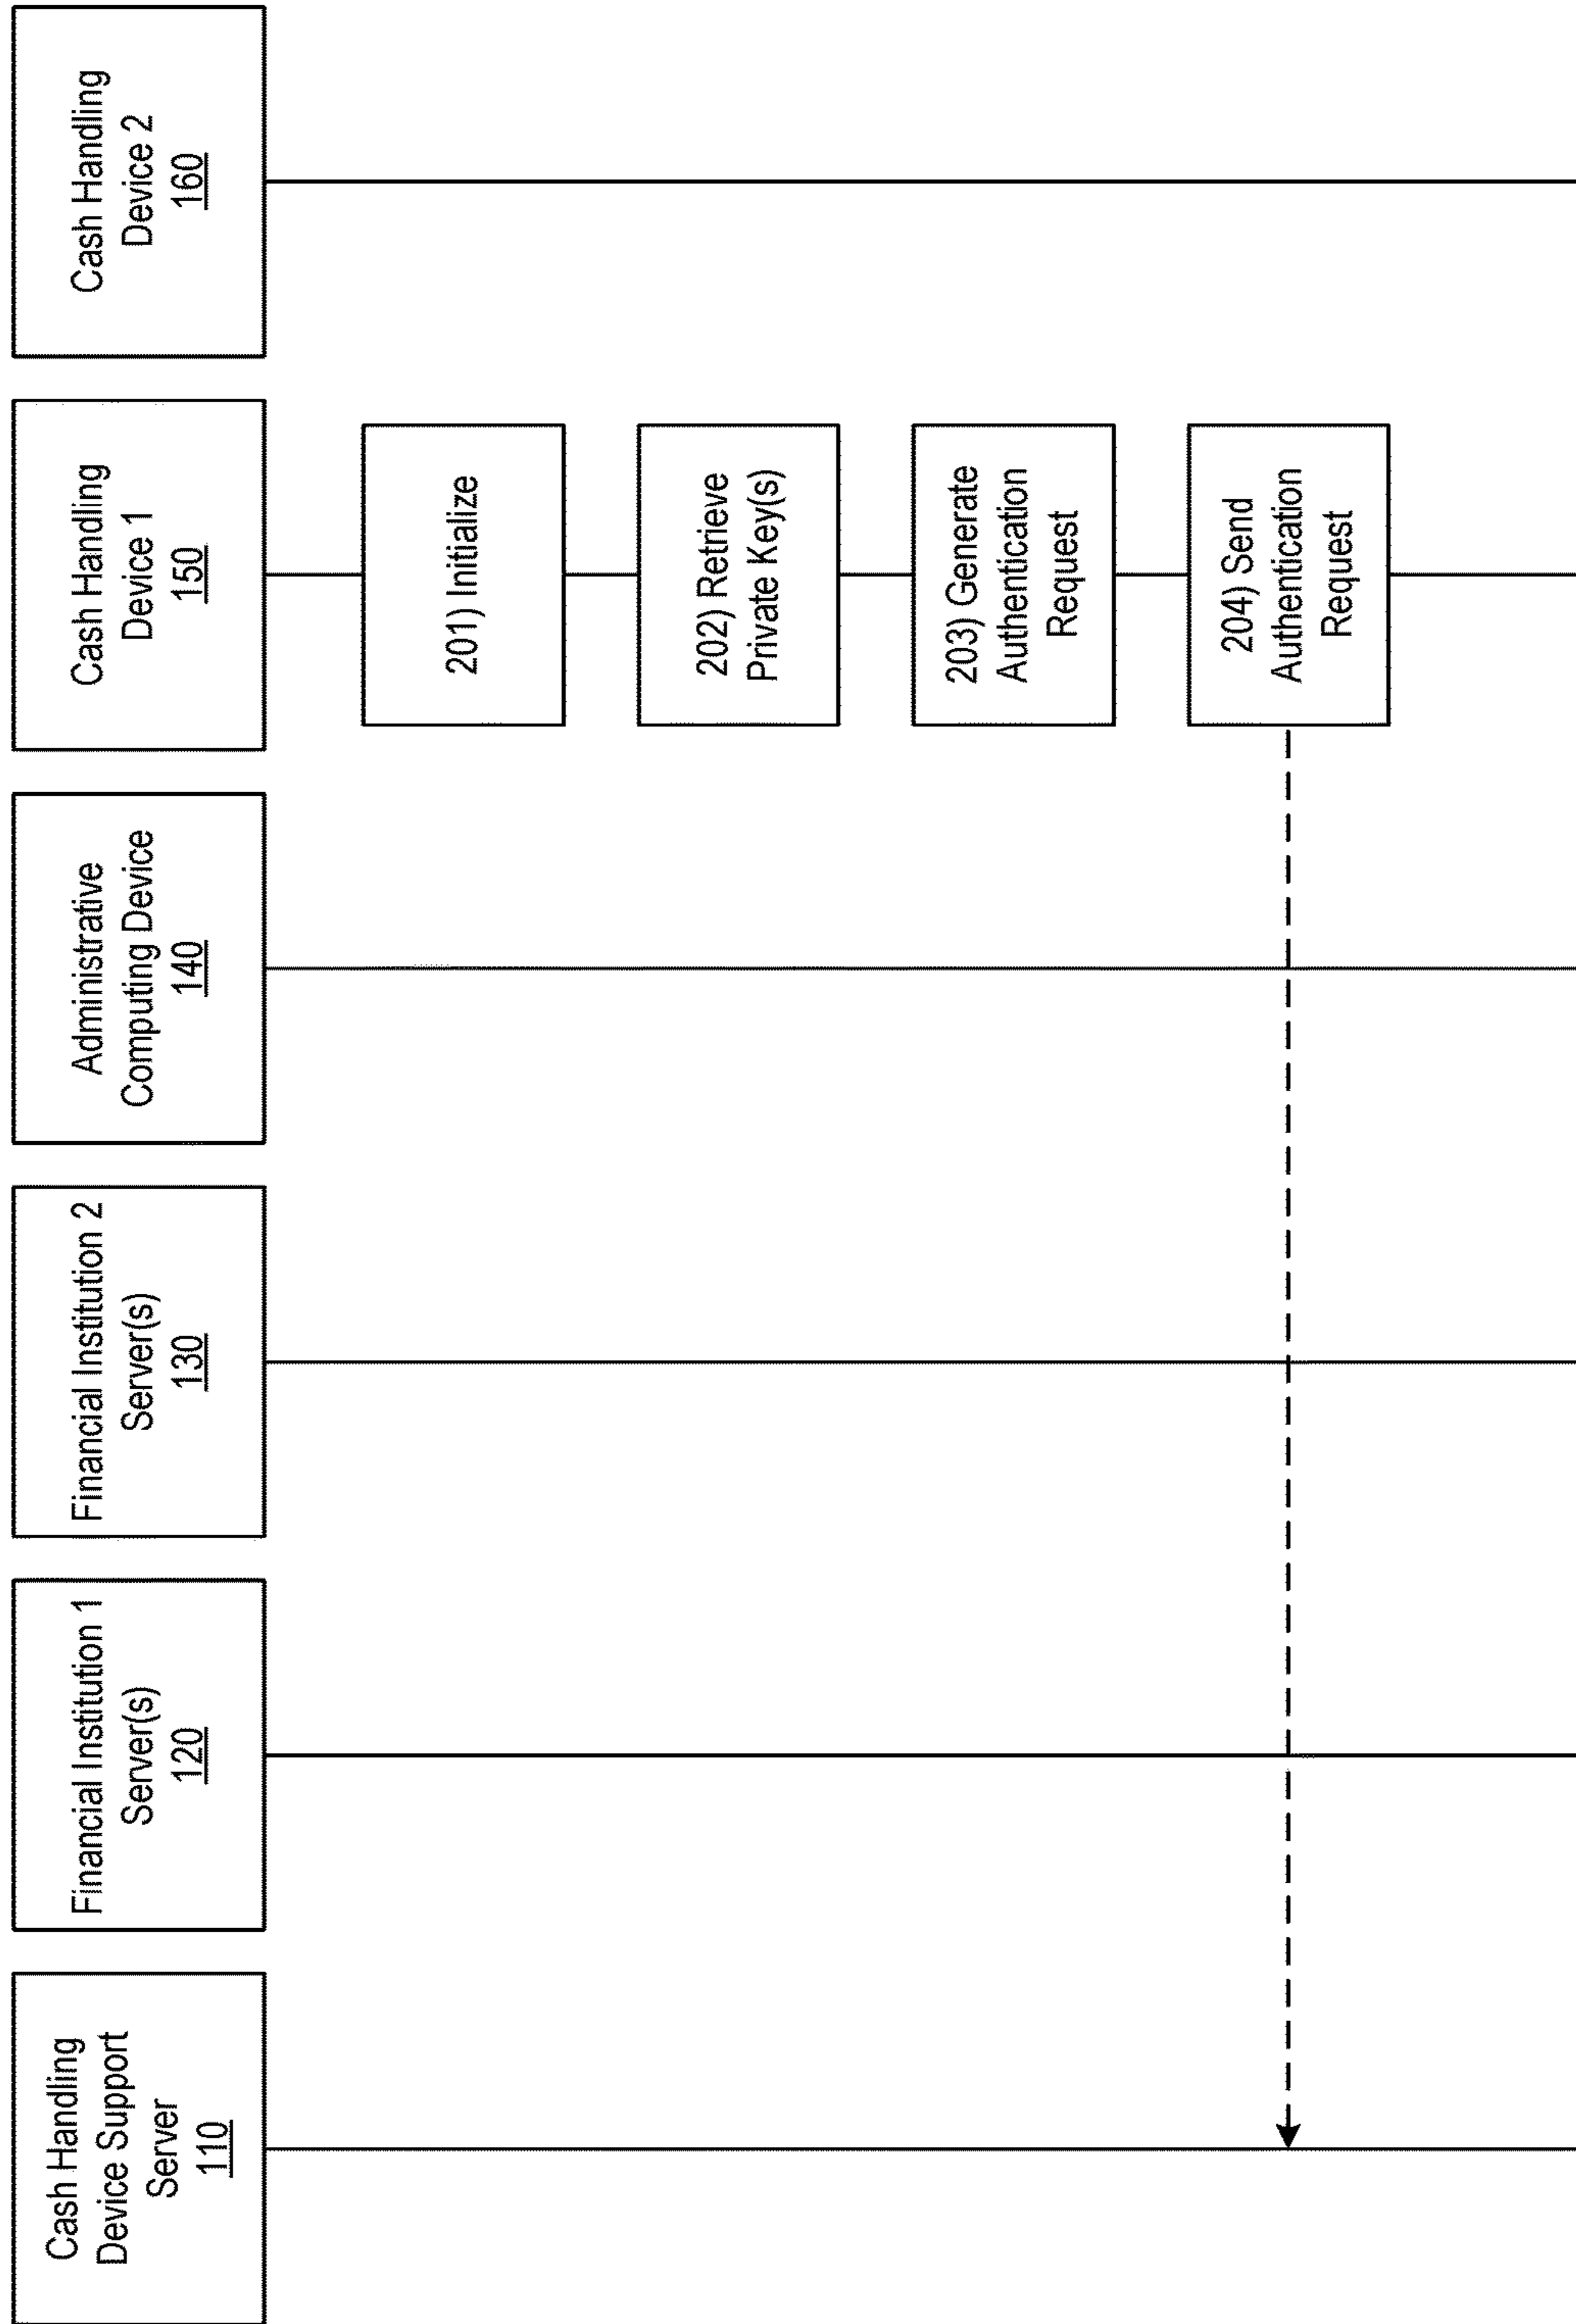 Cash Handling
Device Support
Server
110
Financial Institution 1
Server(s)
120
Financial Institution 2
Server(s)
130
Administrative
Computing Device
140
Cash Handling
Device 1
150
Cash Handling
Device 2
160
201) Initialize
202) Retrieve
Private Key(s)
203) Generate
Authentication
Request
204) Send
Authentication
Request